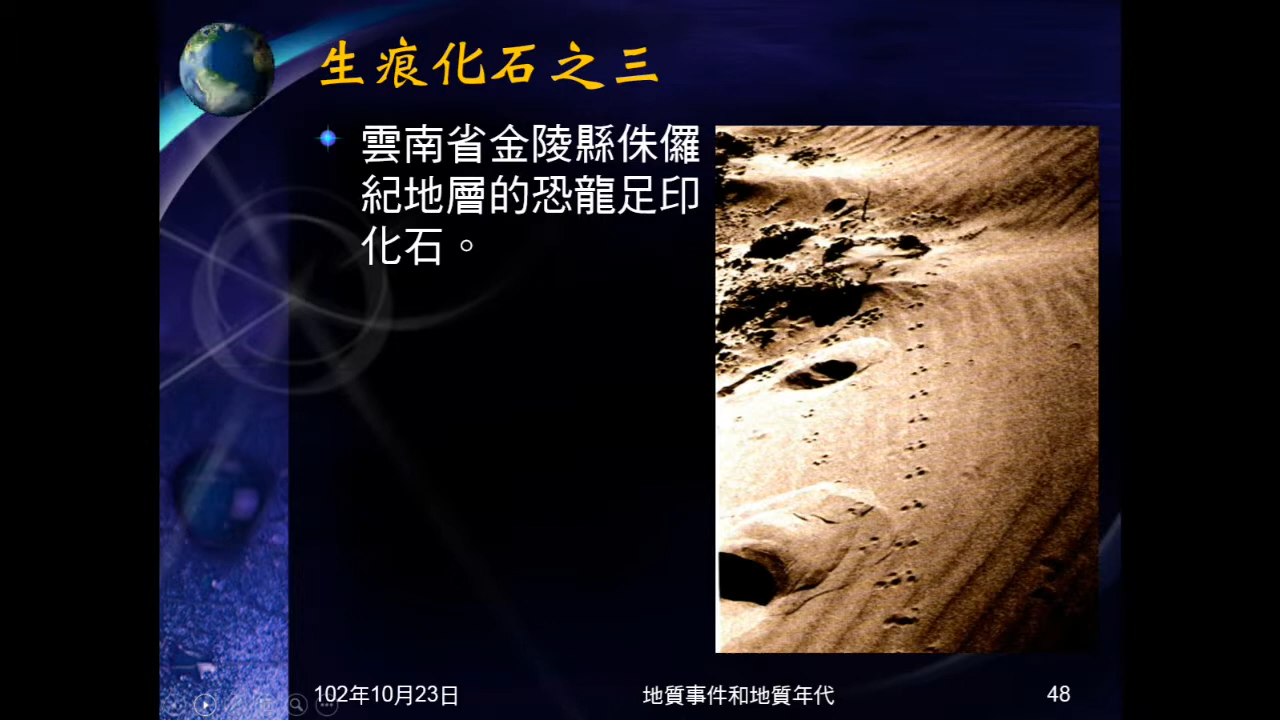 生痕化石之三
雲南省金陵縣侏儸
紀地層的恐龍足印
化石。
102年10月23日
地質事件和地質年代
48